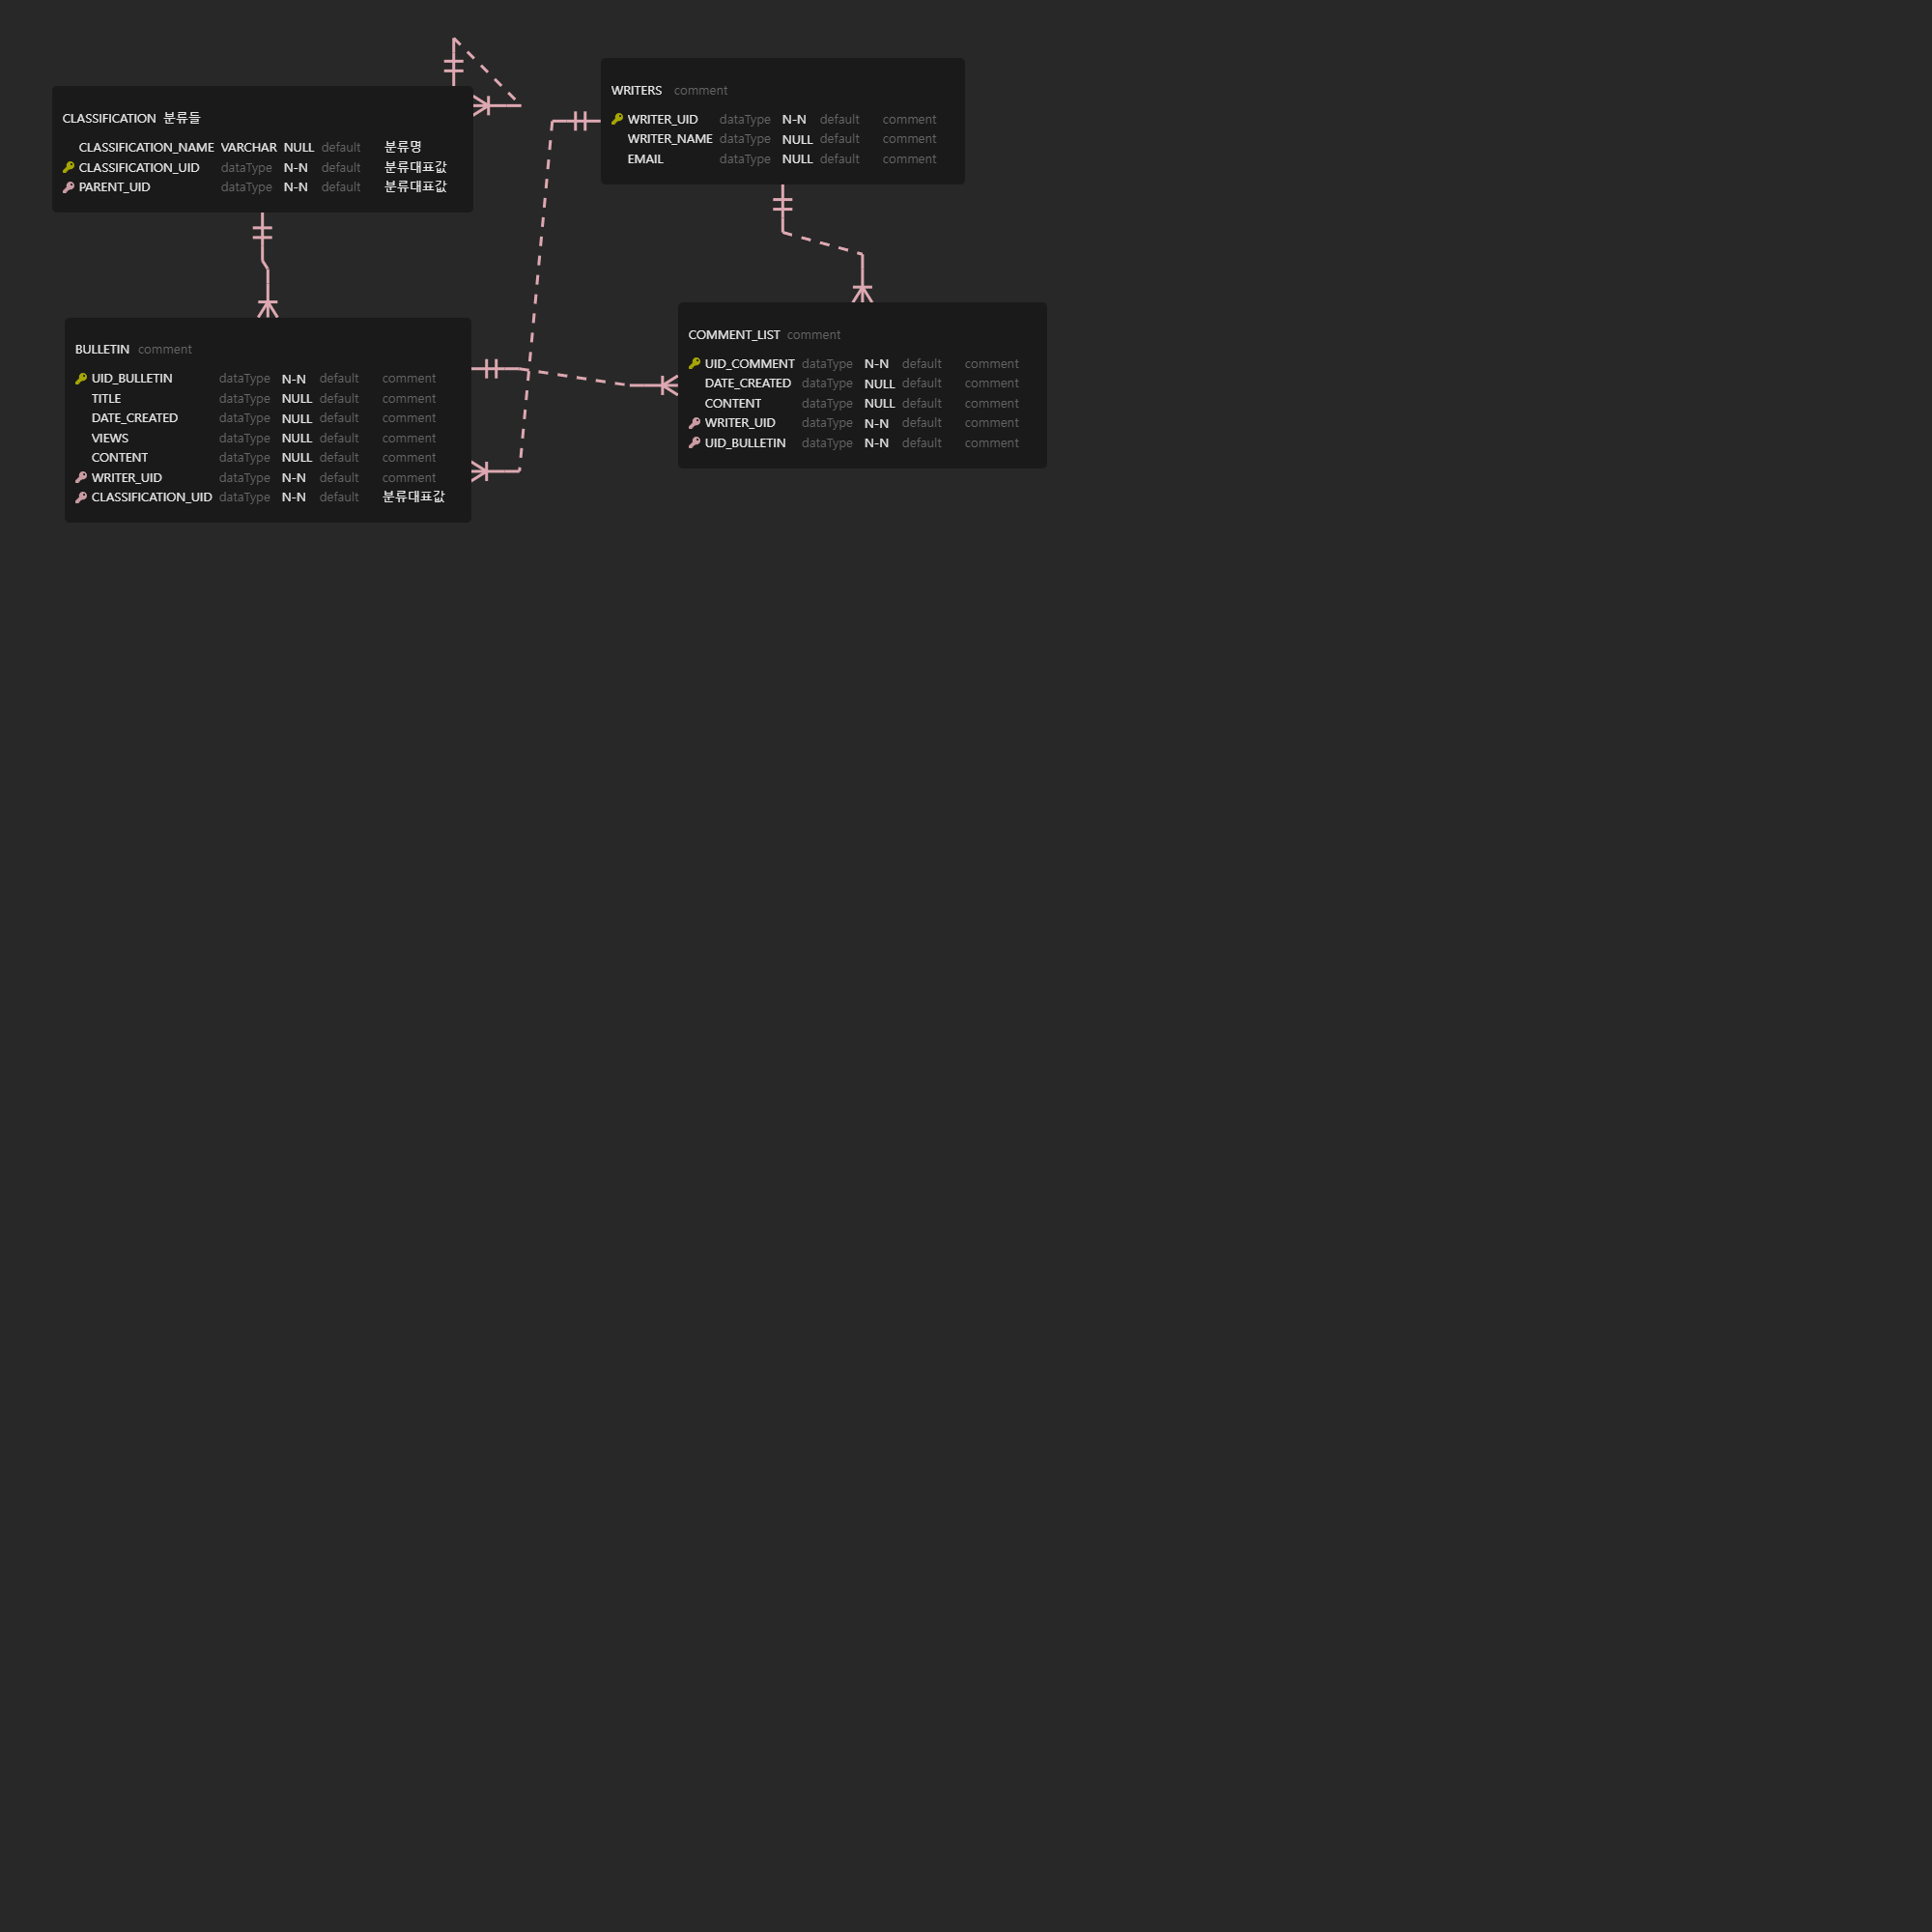 CLASSIFICATION 분류들
CLASSIFICATION_NAME VARCHAR NULL default 분류명
CLASSIFICATION_UID dataType N-N default 분류대표값
PARENT_UID dataType N-N default 분류대표값
WRITERS comment
WRITER_UID dataType N-N default comment
WRITER_NAME dataType NULL default comment
EMAIL dataType NULL default comment
BULLETIN comment
UID_BULLETIN dataType N-N default comment
TITLE dataType NULL default comment
DATE_CREATED dataType NULL default comment
VIEWS dataType NULL default comment
CONTENT dataType NULL default comment
WRITER_UID dataType N-N default comment
CLASSIFICATION_UID dataType N-N default 분류대표값
COMMENT_LIST comment
UID_COMMENT dataType N-N default comment
DATE_CREATED dataType NULL default comment
CONTENT dataType NULL default comment
WRITER_UID dataType N-N default comment
UID_BULLETIN dataType N-N default comment